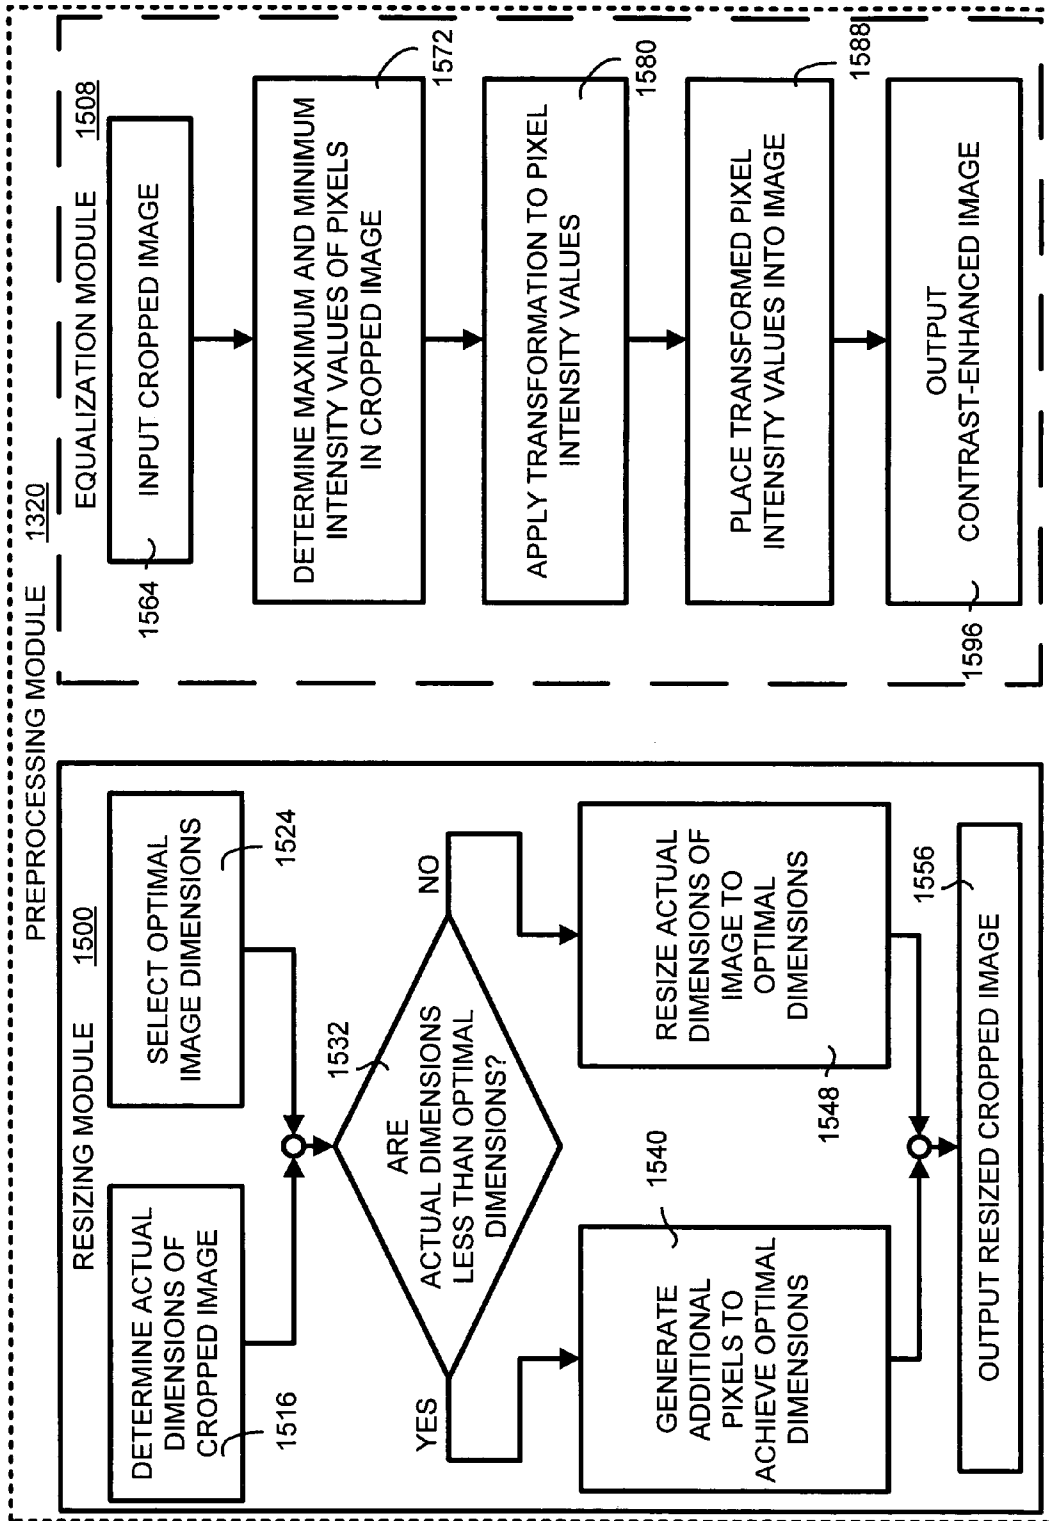 PREPROCESSING MODULE 1320
RESIZING MODULE 1500
DETERMINE ACTUAL
DIMENSIONS OF
CROPPED IMAGE
1516
SELECT OPTIMAL
IMAGE DIMENSIONS
1524
1532
ARE
ACTUAL DIMENSIONS
LESS THAN OPTIMAL
DIMENSIONS?
YES
NO
GENERATE
ADDITIONAL
PIXELS TO
ACHIEVE OPTIMAL
DIMENSIONS
1540
RESIZE ACTUAL
DIMENSIONS OF
IMAGE TO
OPTIMAL
DIMENSIONS
1548
OUTPUT RESIZED CROPPED IMAGE
1556
EQUALIZATION MODULE 1508
INPUT CROPPED IMAGE
1564
DETERMINE MAXIMUM AND MINIMUM
INTENSITY VALUES OF PIXELS
IN CROPPED IMAGE
1572
APPLY TRANSFORMATION TO PIXEL
INTENSITY VALUES
1580
PLACE TRANSFORMED PIXEL
INTENSITY VALUES INTO IMAGE
1588
OUTPUT
CONTRAST-ENHANCED IMAGE
1596